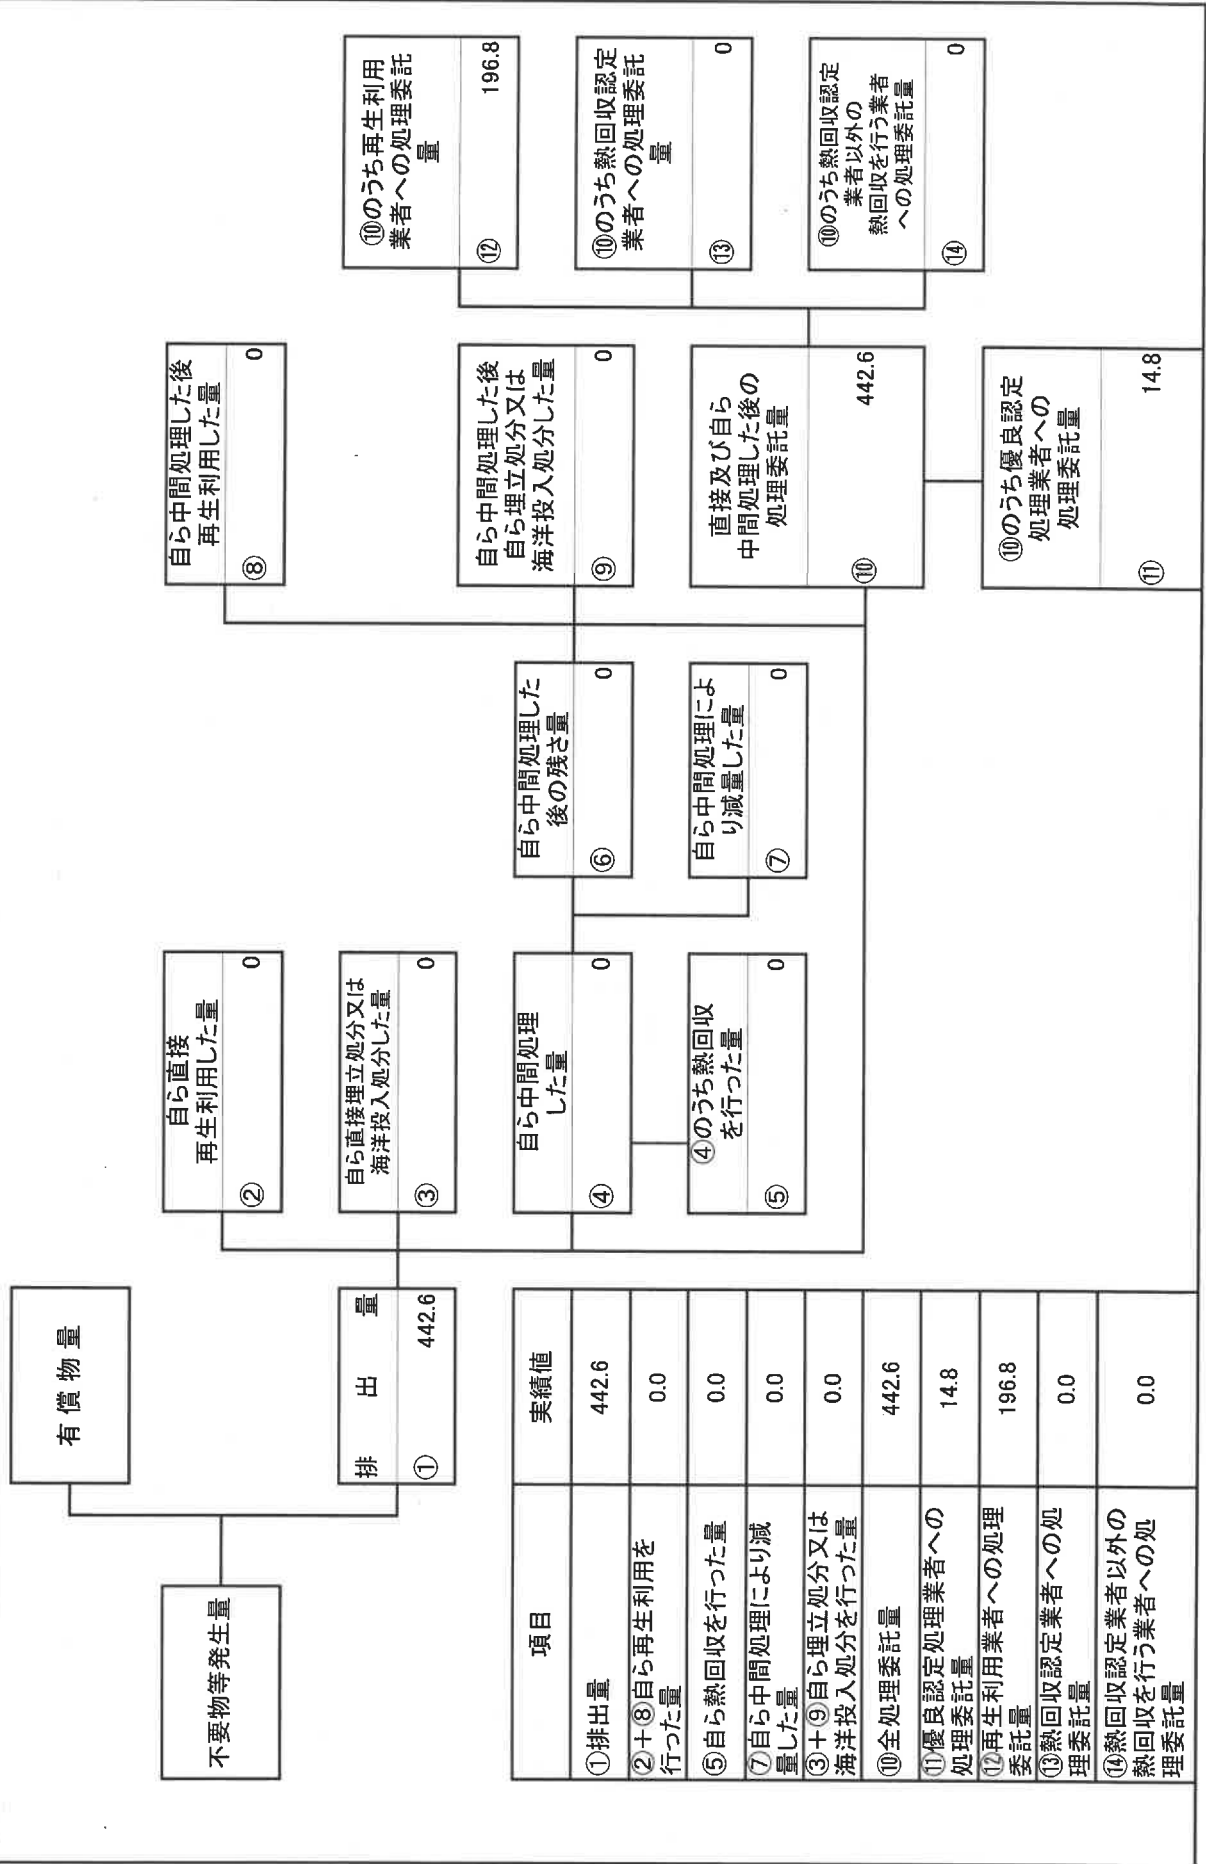 不要物等発生量
有償物量
排出量
① 442.6
自ら直接
再生利用した量
② 0
自ら直接埋立処分又は
海洋投入処分した量
③ 0
自ら中間処理
した量
④ 0
④のうち熱回収
を行った量
⑤ 0
自ら中間処理した
後の残さ量
⑥ 0
自ら中間処理によ
り減量した量
⑦ 0
自ら中間処理した後
再生利用した量
⑧ 0
自ら中間処理した後
自ら埋立処分又は
海洋投入処分した量
⑨ 0
直接及び自ら
中間処理した後の
処理委託量
⑩ 442.6
⑩のうち優良認定
処理業者への
処理委託量
⑪ 14.8
⑩のうち再生利用
業者への処理委託
量
⑫ 196.8
⑩のうち熱回収認定
業者への処理委託
量
⑬ 0
⑩のうち熱回収認定
業者以外の
熱回収を行う業者
への処理委託量
⑭ 0
項目 実績値
①排出量 442.6
②+⑧自ら再生利用を
行った量 0.0
⑤自ら熱回収を行った量 0.0
⑦自ら中間処理により減
量した量 0.0
③+⑨自ら埋立処分又は
海洋投入処分を行った量 0.0
⑩全処理委託量 442.6
⑪優良認定処理業者への
処理委託量 14.8
⑫再生利用業者への処理
委託量 196.8
⑬熱回収認定業者への処
理委託量 0.0
⑭熱回収認定業者以外の
熱回収を行う業者への処
理委託量 0.0